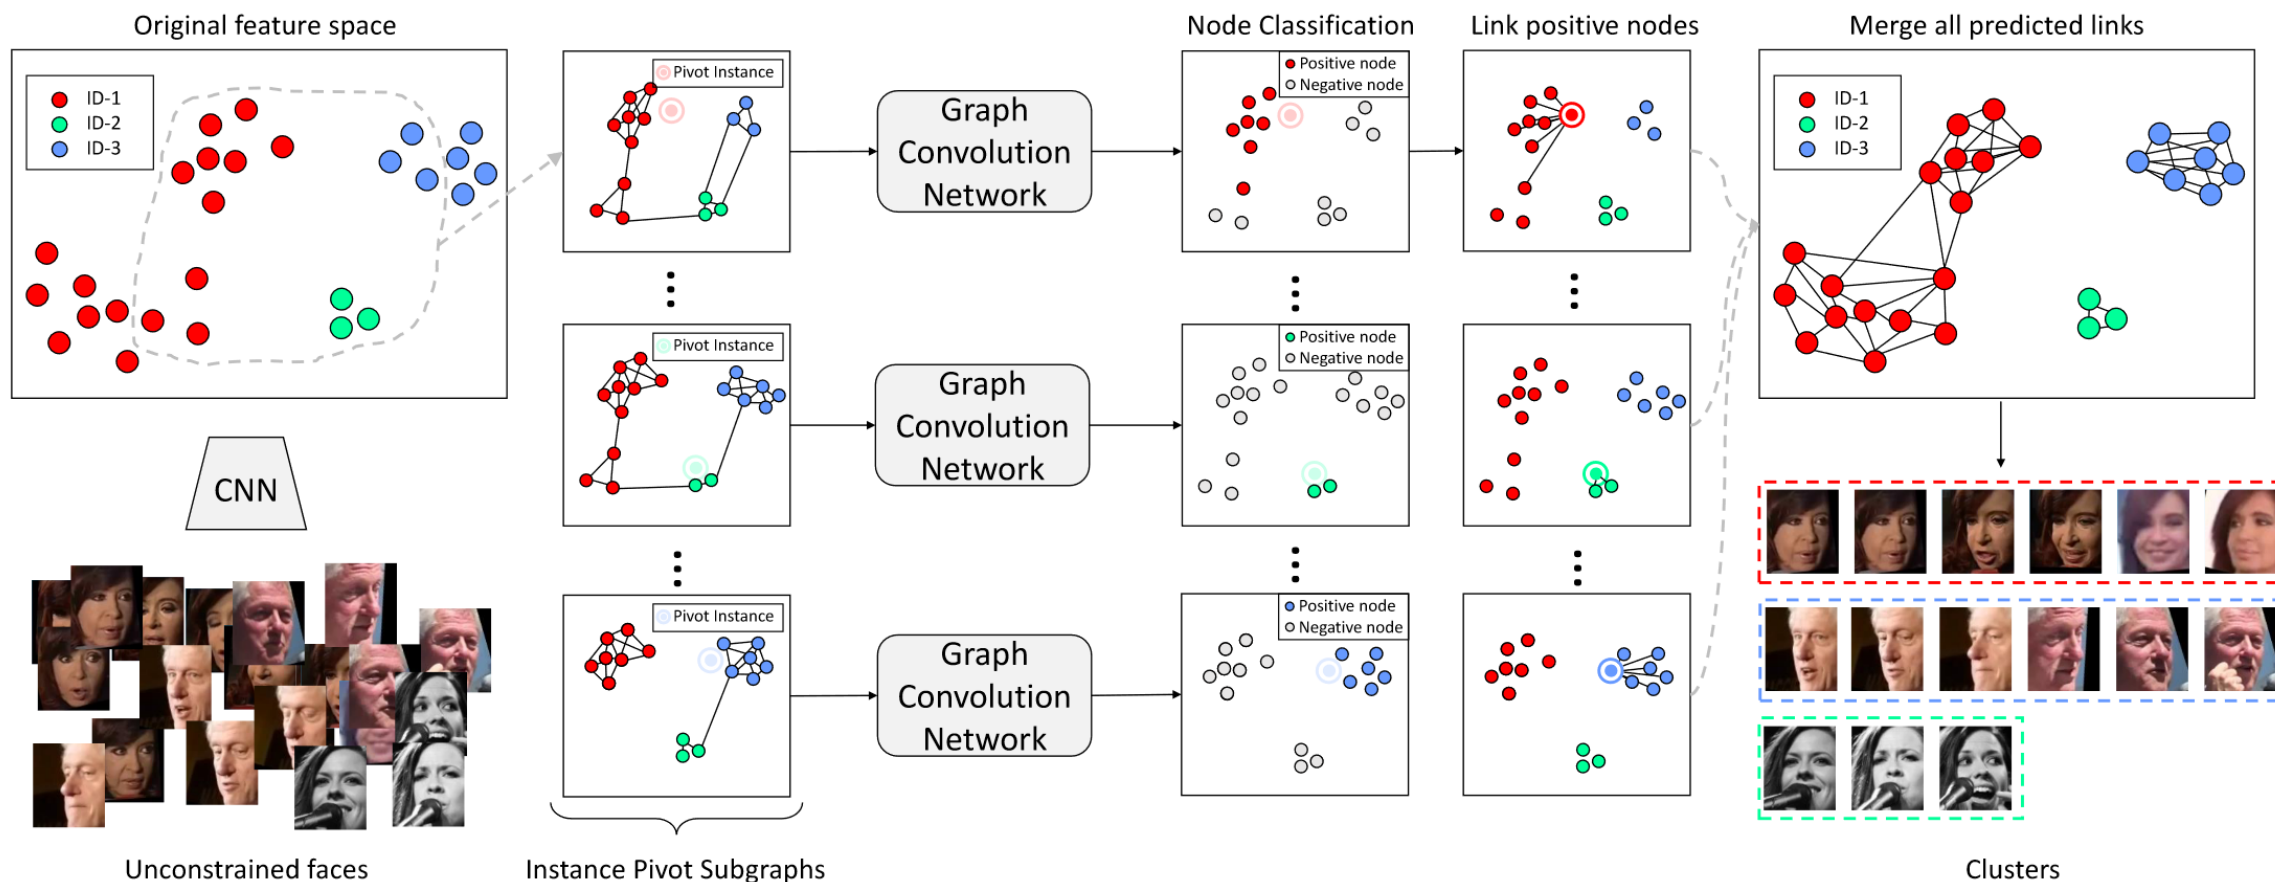 Original feature space
ID-1
ID-2
ID-3
CNN
Unconstrained faces
Pivot Instance
Pivot Instance
Pivot Instance
Instance Pivot Subgraphs
Graph
Convolution
Network
Graph
Convolution
Network
Graph
Convolution
Network
Node Classification
Positive node
Negative node
Positive node
Negative node
Positive node
Negative node
Link positive nodes
Merge all predicted links
ID-1
ID-2
ID-3
Clusters